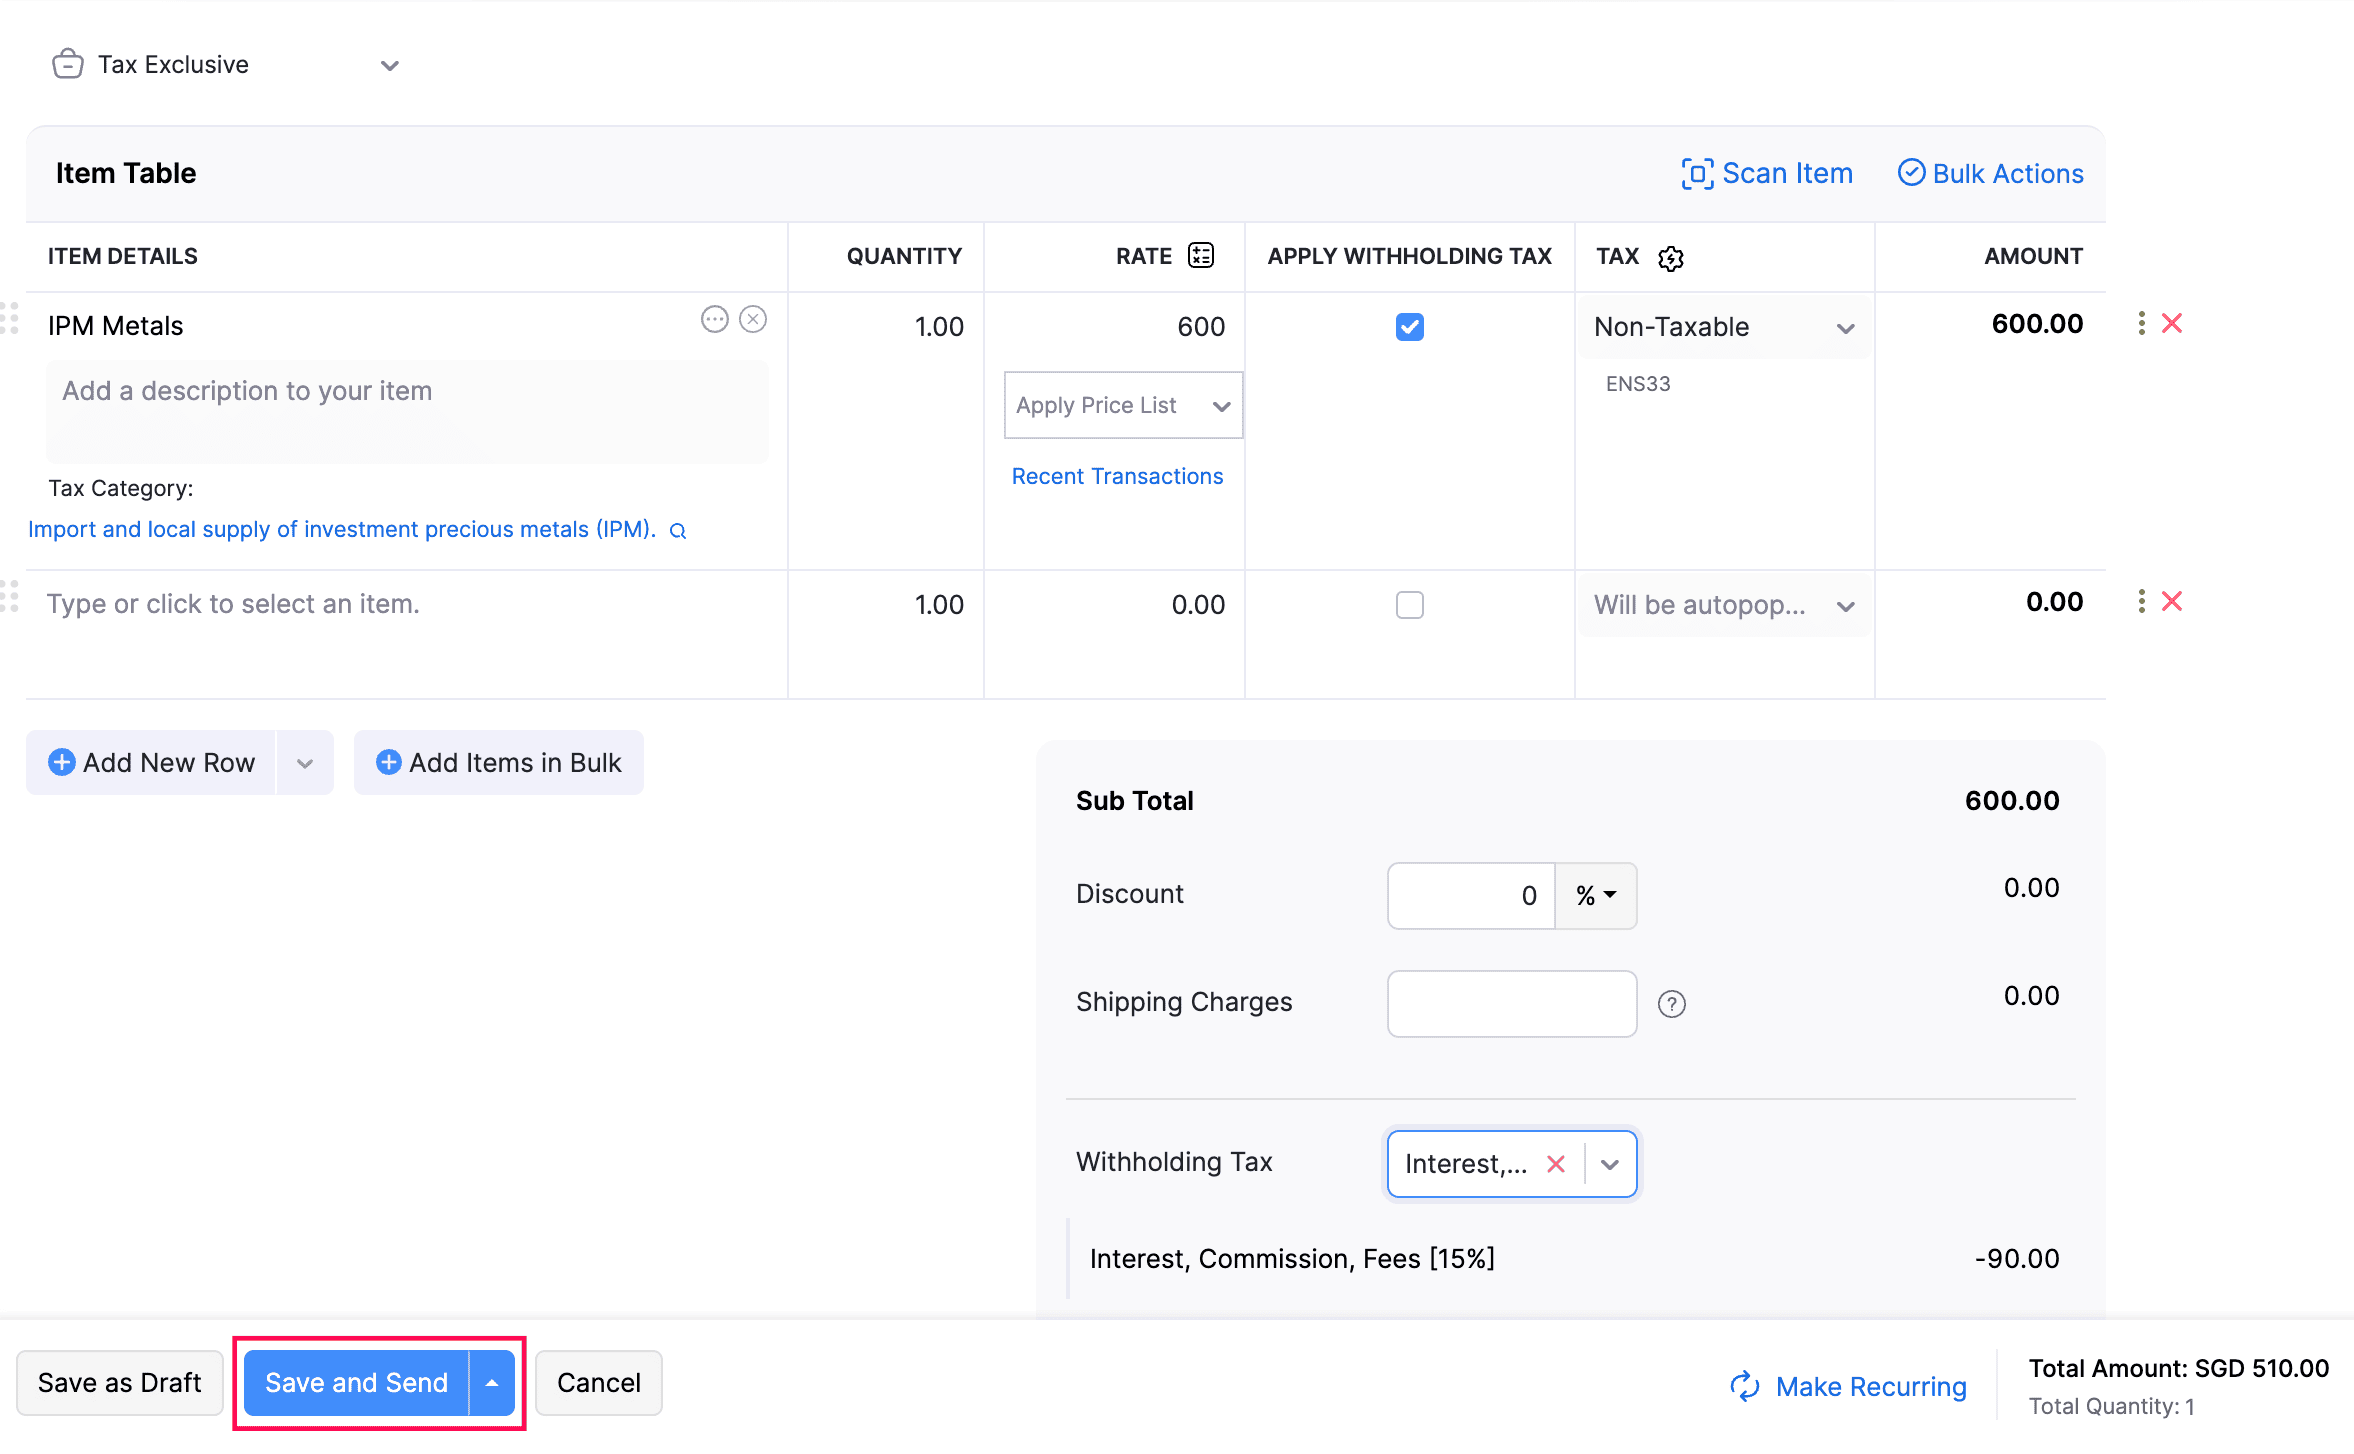 Tax Exclusive
Item Table
Scan Item
Bulk Actions
ITEM DETAILS
QUANTITY
RATE
APPLY WITHHOLDING TAX
TAX
AMOUNT
IPM Metals
1.00
600
Non-Taxable
600.00
ENS33
Add a description to your item
Apply Price List
Tax Category:
Recent Transactions
Import and local supply of investment precious metals (IPM).
Type or click to select an item.
1.00
0.00
Will be autopop...
0.00
Add New Row
Add Items in Bulk
Sub Total
600.00
Discount
0
%
0.00
Shipping Charges
?
0.00
Withholding Tax
Interest,...
Interest, Commission, Fees [15%]
-90.00
Save as Draft
Save and Send
Cancel
Make Recurring
Total Amount: SGD 510.00
Total Quantity: 1